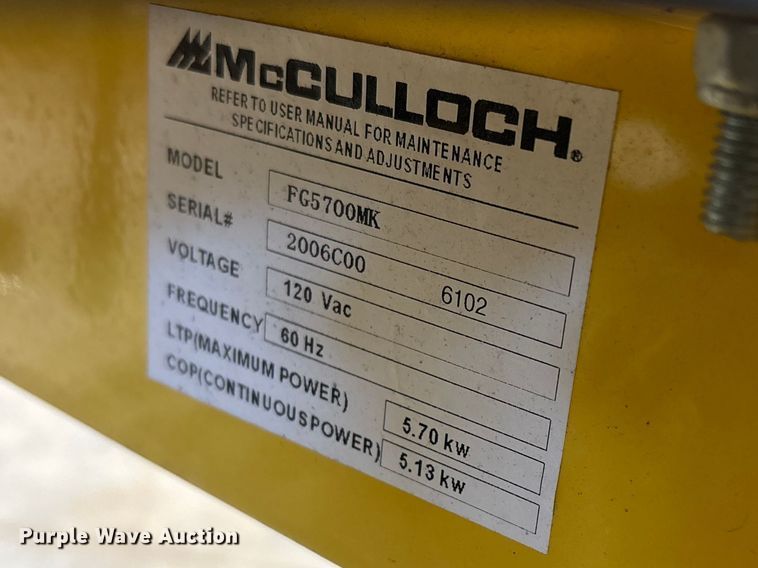 McCULLOCH®
REFER TO USER MANUAL FOR MAINTENANCE
SPECIFICATIONS AND ADJUSTMENTS
MODEL FG5700MK
SERIAL# 2006C00 6102
VOLTAGE 120 Vac
FREQUENCY 60 Hz
LTP(MAXIMUM POWER) 5.70 kw
COP(CONTINUOUSPOWER) 5.13 kw
Purple Wave Auction